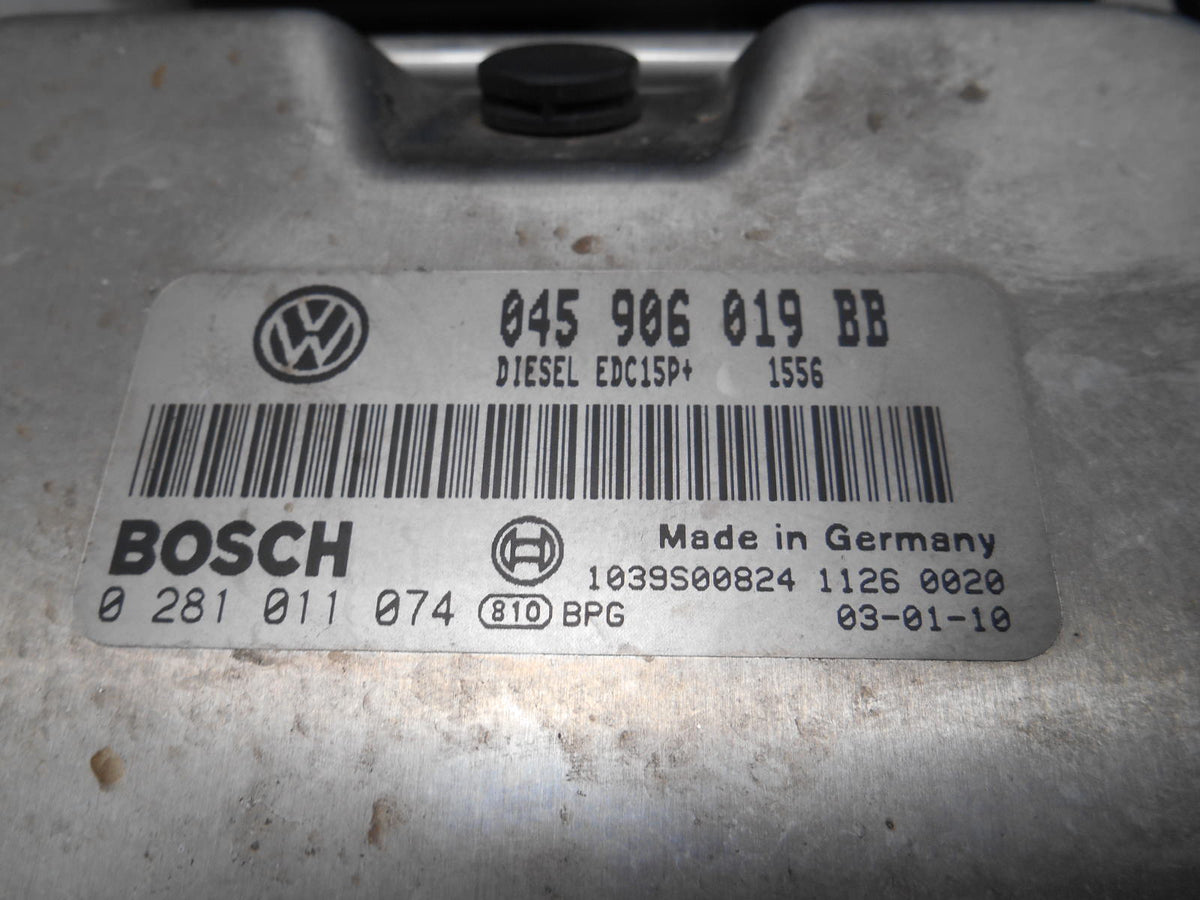 045 906 019 BB
DIESEL EDC15P+ 1556
BOSCH
Made in Germany
1039S00824 1126 0020
0 281 011 074 810 BPG 03-01-10